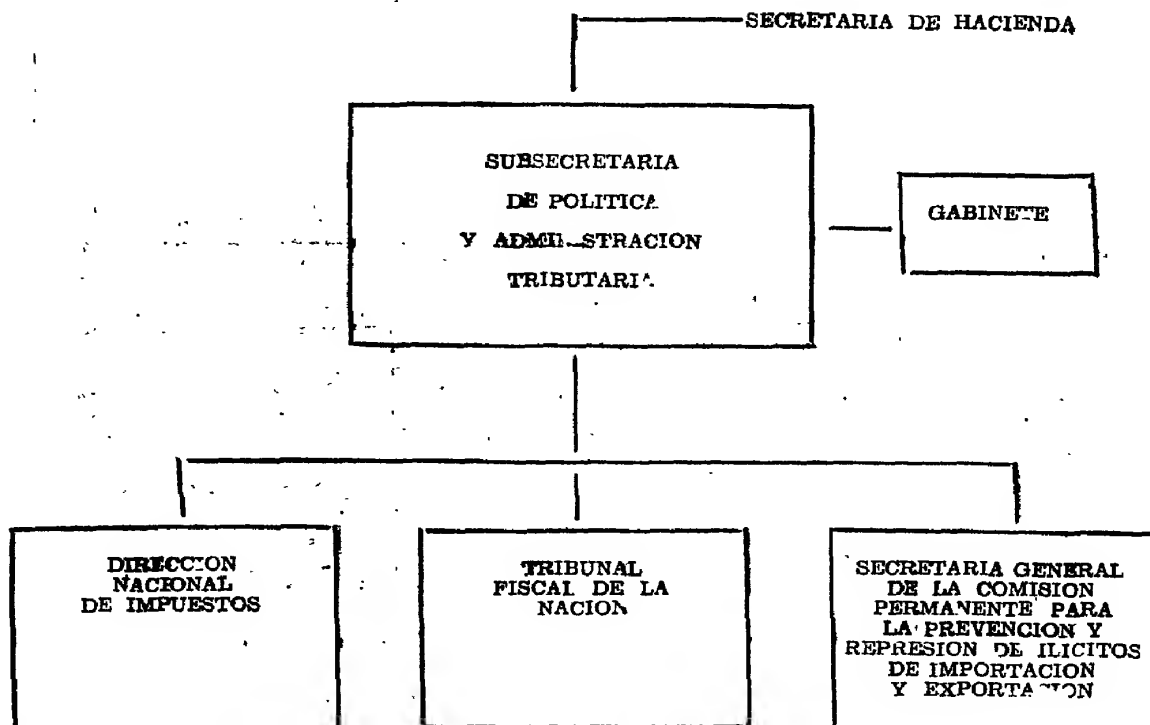 SECRETARIA DE HACIENDA
SUBSECRETARIA
DE POLITICA
Y ADMINISTRACION
TRIBUTARIA
GABINETE
DIRECCION
NACIONAL
DE IMPUESTOS
TRIBUNAL
FISCAL DE LA
NACION
SECRETARIA GENERAL
DE LA COMISION
PERMANENTE PARA
LA PREVENCION Y
REPRESION DE ILICITOS
DE IMPORTACION
Y EXPORTACION